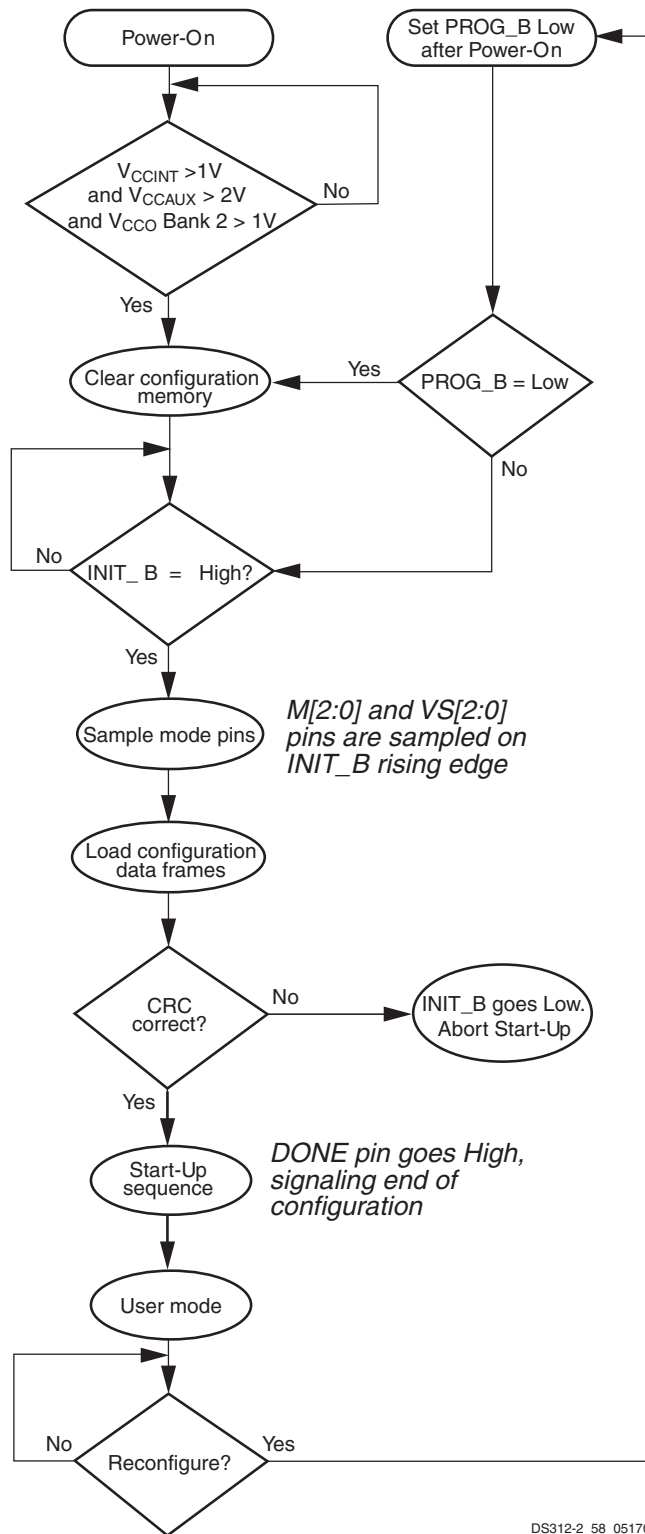 Power-On
Set PROG_B Low
after Power-On
VCCINT >1V
and VCCAUX > 2V
and VCCO Bank 2 > 1V
No
Yes
Clear configuration
memory
Yes
PROG_B = Low
No
INIT_ B = High?
No
Yes
Sample mode pins
M[2:0] and VS[2:0]
pins are sampled on
INIT_B rising edge
Load configuration
data frames
CRC
correct?
No
INIT_B goes Low.
Abort Start-Up
Yes
Start-Up
sequence
DONE pin goes High,
signaling end of
configuration
User mode
No
Reconfigure?
Yes
DS312-2_58_05170